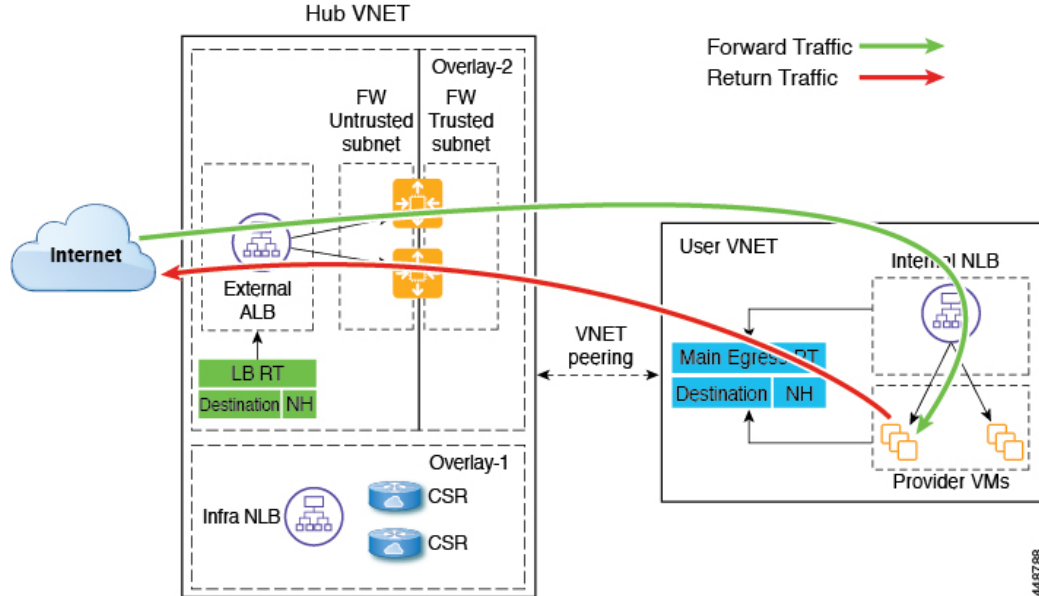 Hub VNET
Forward Traffic
Return Traffic
Overlay-2
FW
Untrusted
subnet
FW
Trusted
subnet
Internet
External
ALB
LB RT
Destination NH
VNET
peering
User VNET
Internal NLB
Main Egress RT
Destination NH
Provider VMs
Overlay-1
Infra NLB
CSR
CSR
448788